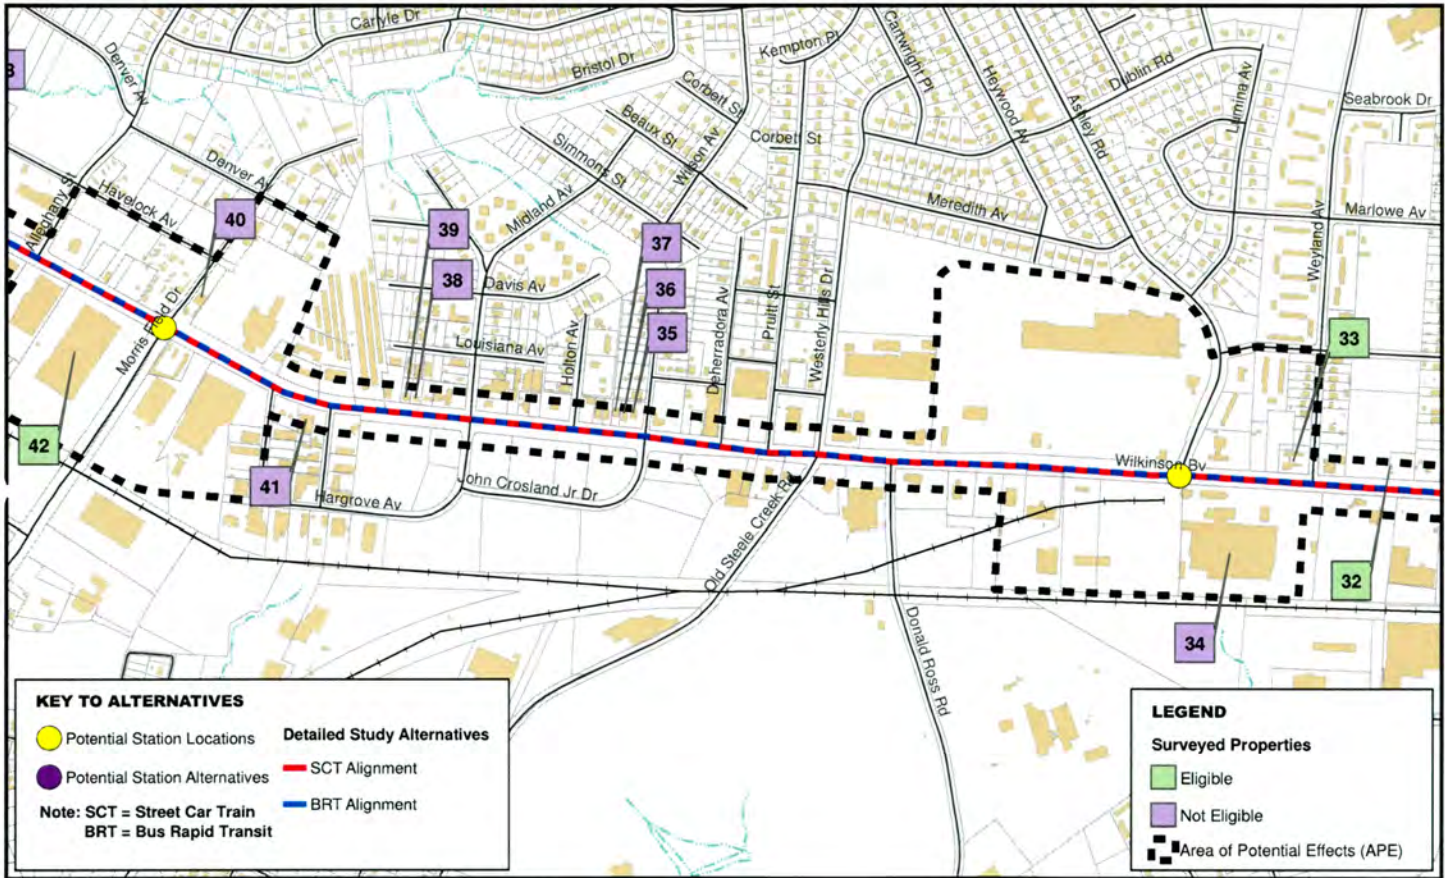 Carlyle Dr
Denver Av
Bristol Dr
Kempton Pl
Cartwright Pl
Heywood Av
Ashley Rd
Dublin Rd
Lumina Av
Seabrook Dr
Corbett St
Beaux St
Wilson Av
Simmons St
Corbett St
Denver Av
Havelock Av
Alleghany St
Midland Av
Meredith Av
Marlowe Av
Weyland Av
40
39
37
38
36
35
33
Davis Av
Louisiana Av
Holton Av
Deherradora Av
Pruitt St
Westerly Hills Dr
Morris Field Dr
42
41
Hargrove Av
John Crosland Jr Dr
Old Steele Creek Rd
Wilkinson Bv
32
34
Donald Ross Rd
KEY TO ALTERNATIVES
Potential Station Locations
Potential Station Alternatives
Note: SCT = Street Car Train
BRT = Bus Rapid Transit
Detailed Study Alternatives
SCT Alignment
BRT Alignment
LEGEND
Surveyed Properties
Eligible
Not Eligible
Area of Potential Effects (APE)